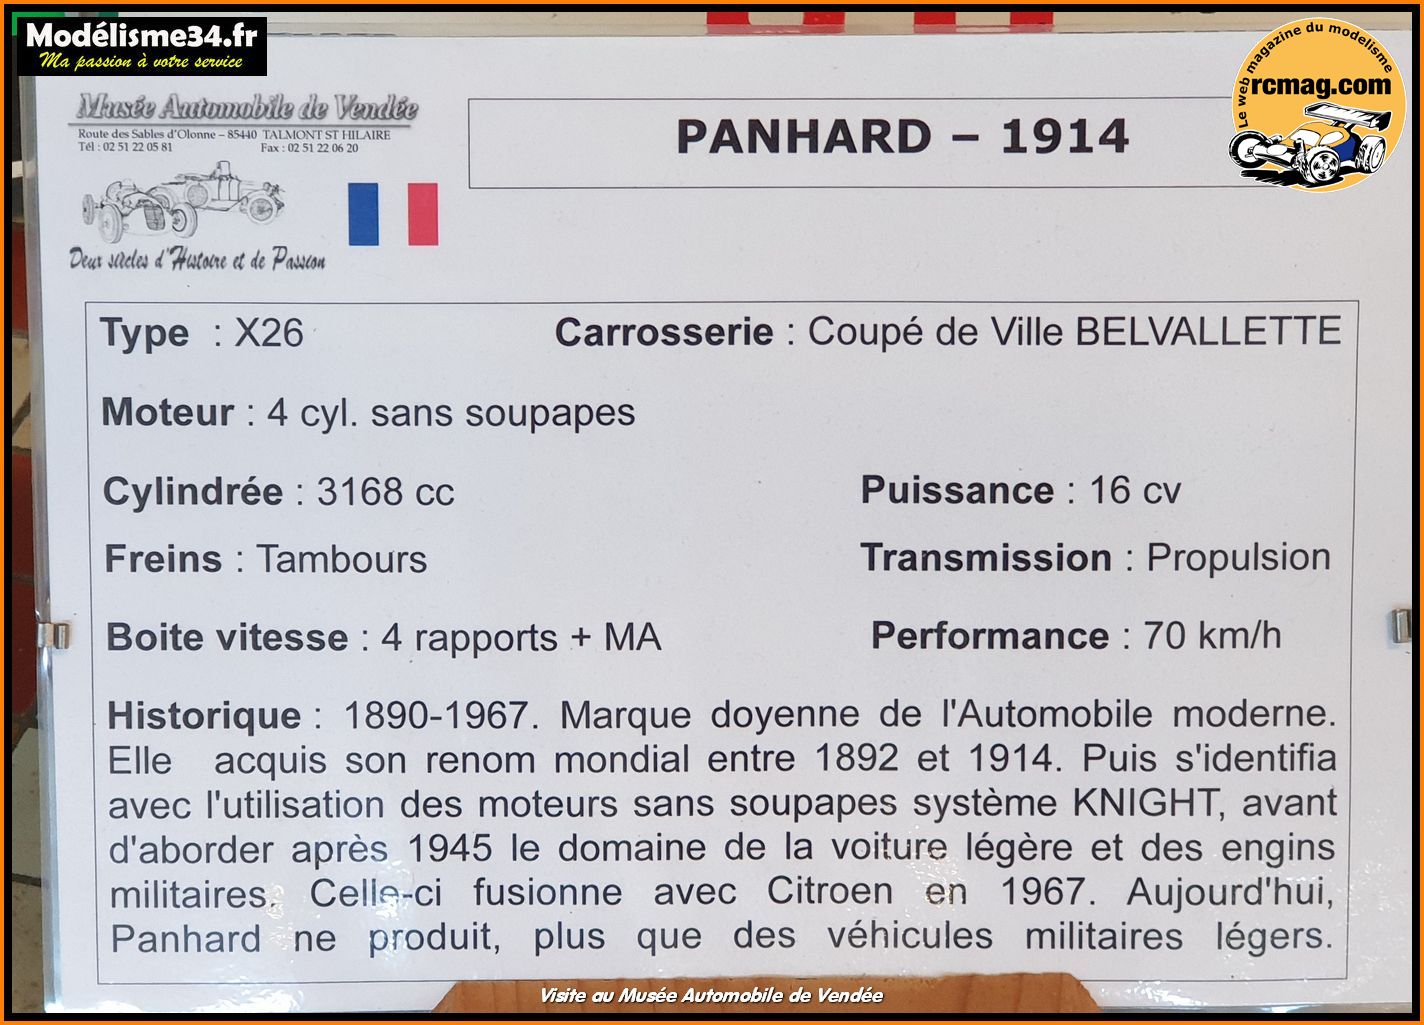 Modélisme34.fr
Ma passion à votre service
Le web magazine du modelisme
rcmag.com
Musée Automobile de Vendée
Route des Sables d'Olonne – 85440 TALMONT ST HILAIRE
Tél : 02 51 22 05 81 Fax : 02 51 22 06 20
Deux siècles d'Histoire et de Passion
PANHARD – 1914
Type : X26 Carrosserie : Coupé de Ville BELVALLETTE
Moteur : 4 cyl. sans soupapes
Cylindrée : 3168 cc Puissance : 16 cv
Freins : Tambours Transmission : Propulsion
Boite vitesse : 4 rapports + MA Performance : 70 km/h
Historique : 1890-1967. Marque doyenne de l'Automobile moderne.
Elle acquis son renom mondial entre 1892 et 1914. Puis s'identifia
avec l'utilisation des moteurs sans soupapes système KNIGHT, avant
d'aborder après 1945 le domaine de la voiture légère et des engins
militaires. Celle-ci fusionne avec Citroen en 1967. Aujourd'hui,
Panhard ne produit, plus que des véhicules militaires légers.
Visite au Musée Automobile de Vendée